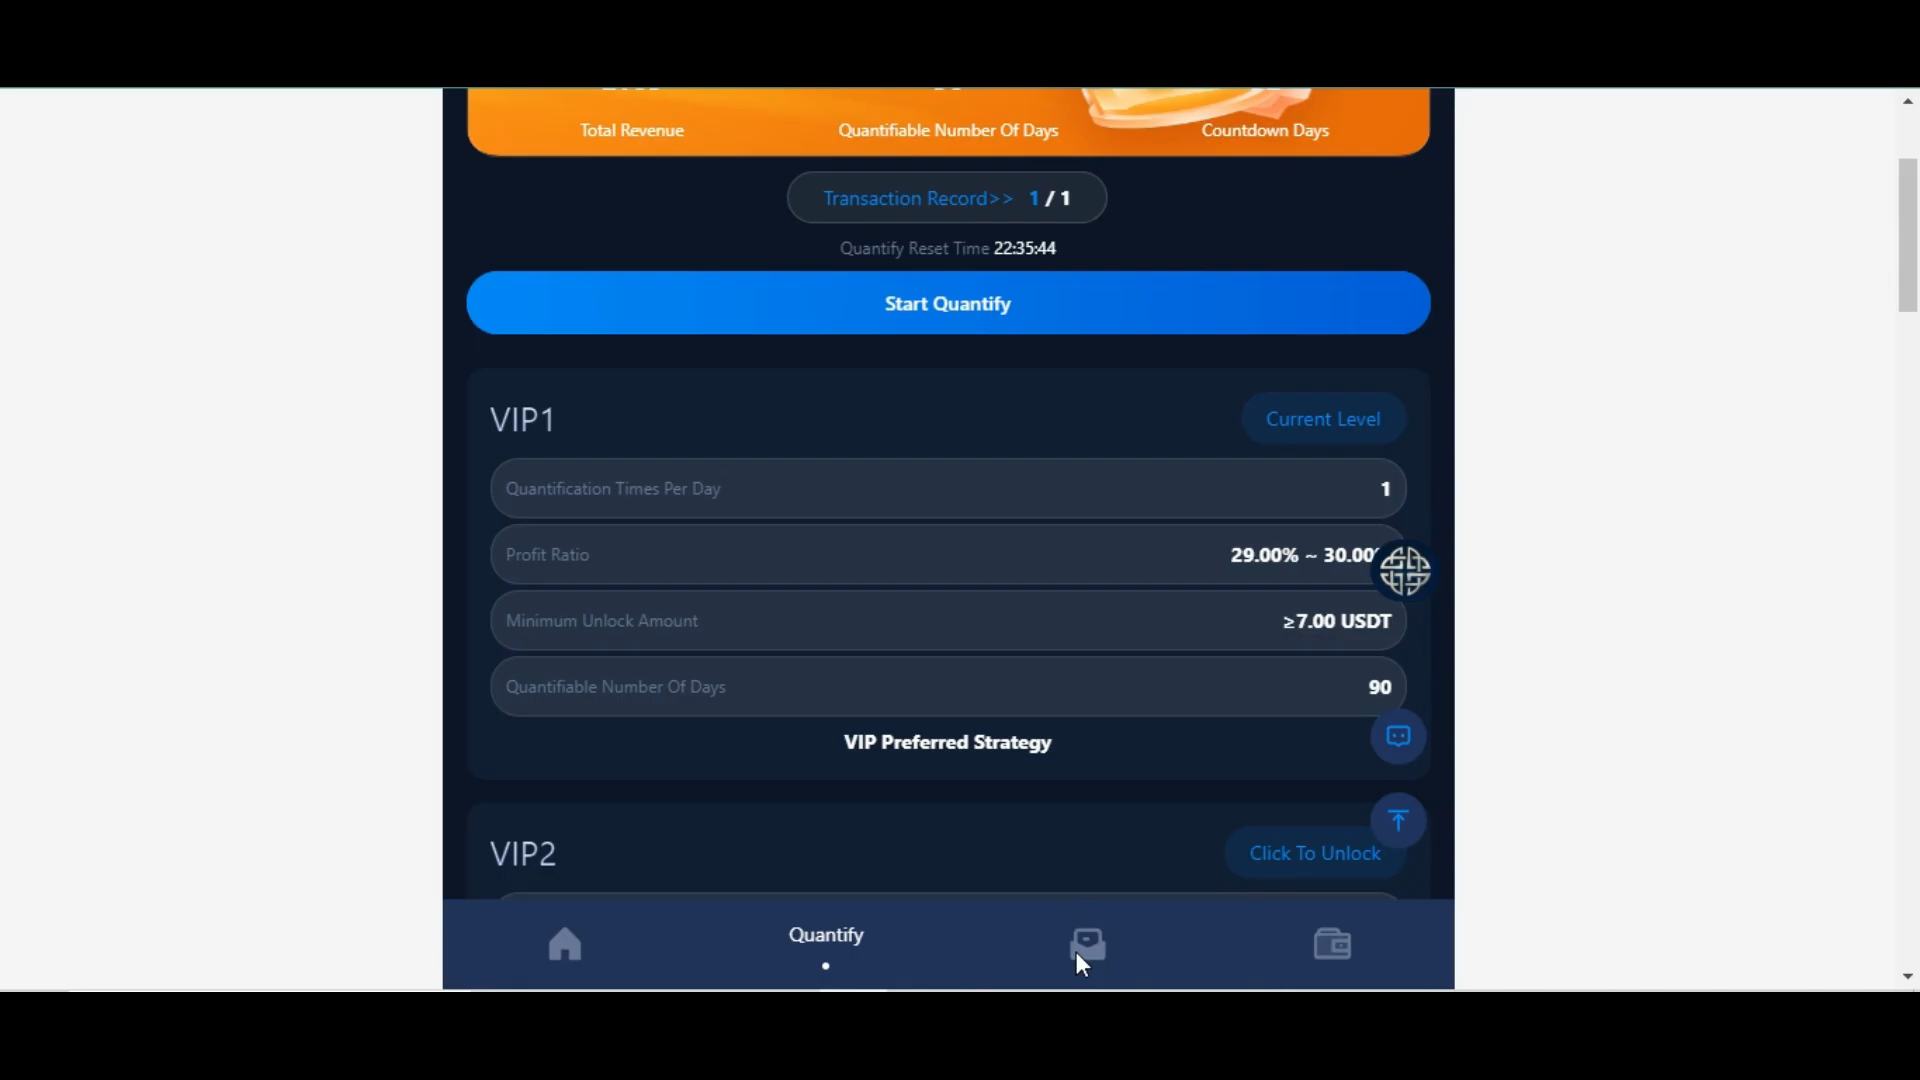 Total Revenue
Quantifiable Number Of Days
Countdown Days
Transaction Record>> 1 / 1
Quantify Reset Time 22:35:44
Start Quantify
VIP1
Current Level
Quantification Times Per Day
1
Profit Ratio
29.00% ~ 30.00
Minimum Unlock Amount
≥7.00 USDT
Quantifiable Number Of Days
90
VIP Preferred Strategy
VIP2
Click To Unlock
Quantify